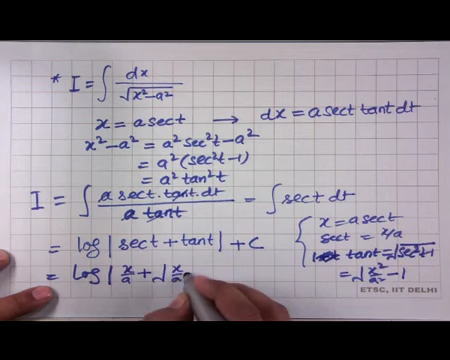 * I = ∫ dx / √(x²-a²)
x = a sect ⟶ dx = a sect tant dt
x²-a² = a² sec²t - a²
= a² (sec²t - 1)
= a² tan²t
I = ∫ a sect. tant. dt / a tant = ∫ sect dt
= log | sect + tant | + C
= log | x/a + √ x/a
{ x = a sect
sect = x/a
tant = √sec²t-1
= √ x²/a² - 1
ETSC, IIT DELHI